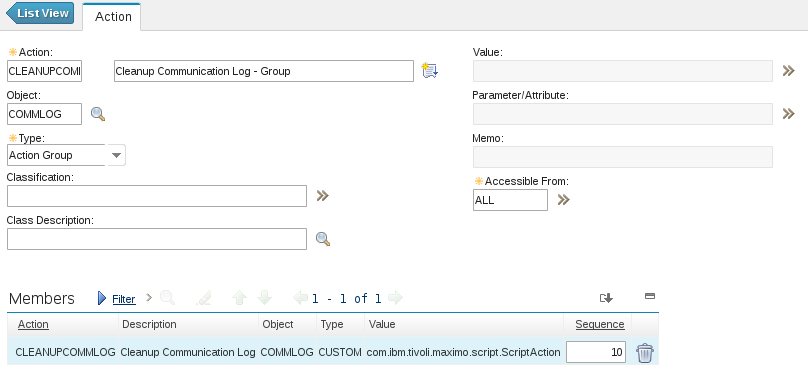 List View
Action
Action:
CLEANUPCOMI Cleanup Communication Log - Group
Object:
COMMLOG
Type:
Action Group
Classification:
Class Description:
Value:
Parameter/Attribute:
Memo:
Accessible From:
ALL
Members Filter 1 - 1 of 1
Action Description Object Type Value Sequence
CLEANUPCOMMLOG Cleanup Communication Log COMMLOG CUSTOM com.ibm.tivoli.maximo.script.ScriptAction 10